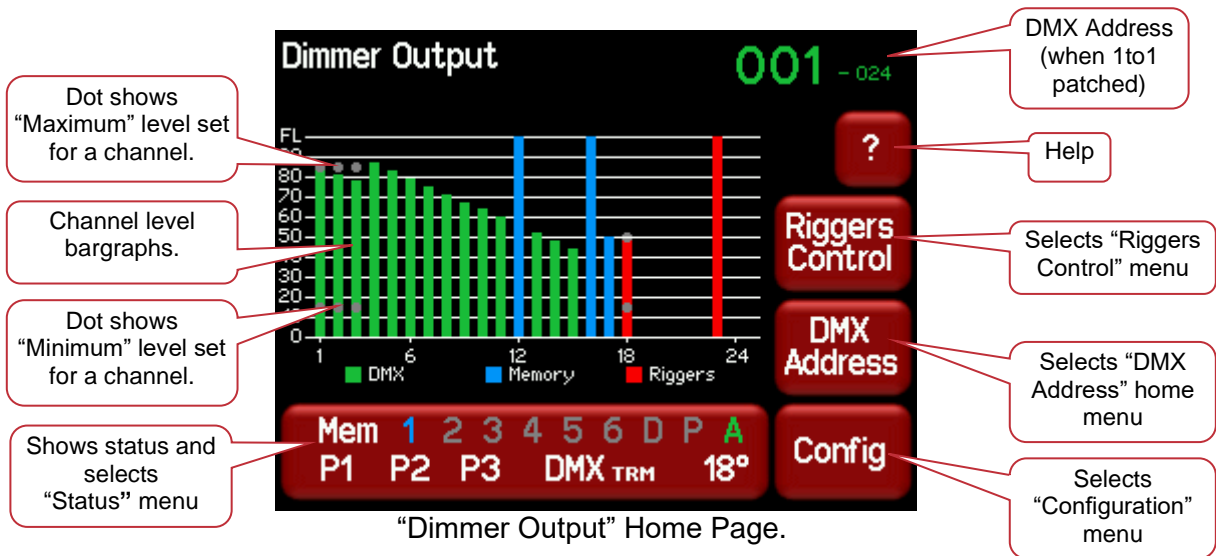 Dimmer Output
001 - 024
DMX Address
(when 1to1
patched)
Dot shows
“Maximum” level set
for a channel.
?
Help
FL
80
70
60
50
30
20
0
1 6 12 18 24
DMX Memory Riggers
Channel level
bargraphs.
Riggers
Control
Selects “Riggers
Control” menu
Dot shows
“Minimum” level set
for a channel.
DMX
Address
Selects “DMX
Address” home
menu
Shows status and
selects
“Status” menu
Mem 1 2 3 4 5 6 D P A
P1 P2 P3 DMX TRM 18°
Config
Selects
“Configuration”
menu
“Dimmer Output” Home Page.